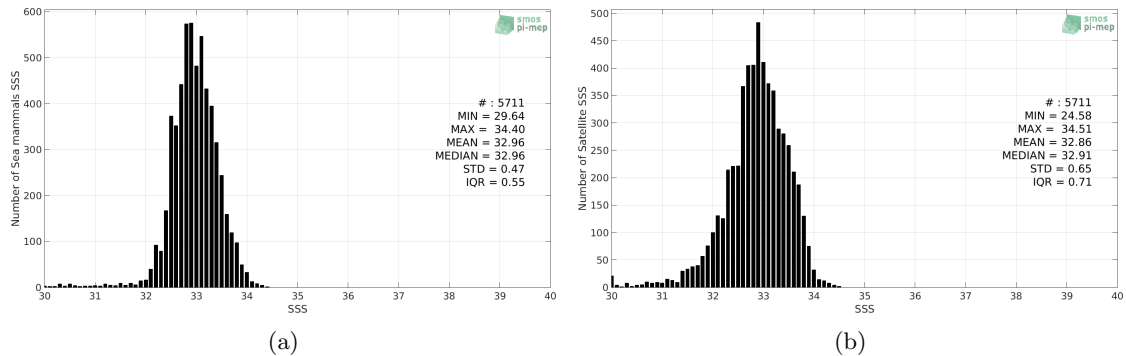 600
500
400
300
200
100
0
Number of Sea mammals SSS
smos
pi-mep
# : 5711
MIN = 29.64
MAX = 34.40
MEAN = 32.96
MEDIAN = 32.96
STD = 0.47
IQR = 0.55
30 31 32 33 34 35 36 37 38 39 40
SSS
(a)
500
450
400
350
300
250
200
150
100
50
0
Number of Satellite SSS
smos
pi-mep
# : 5711
MIN = 24.58
MAX = 34.51
MEAN = 32.86
MEDIAN = 32.91
STD = 0.65
IQR = 0.71
30 31 32 33 34 35 36 37 38 39 40
SSS
(b)